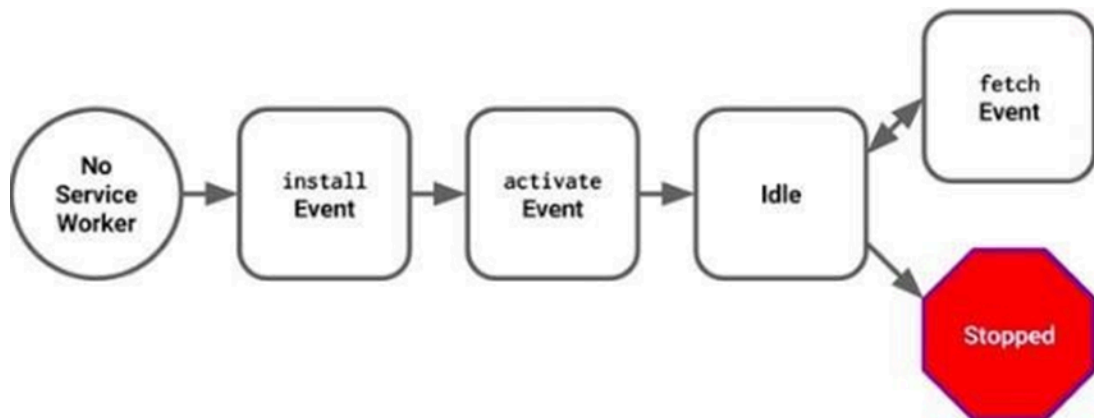 No
Service
Worker
install
Event
activate
Event
Idle
fetch
Event
Stopped